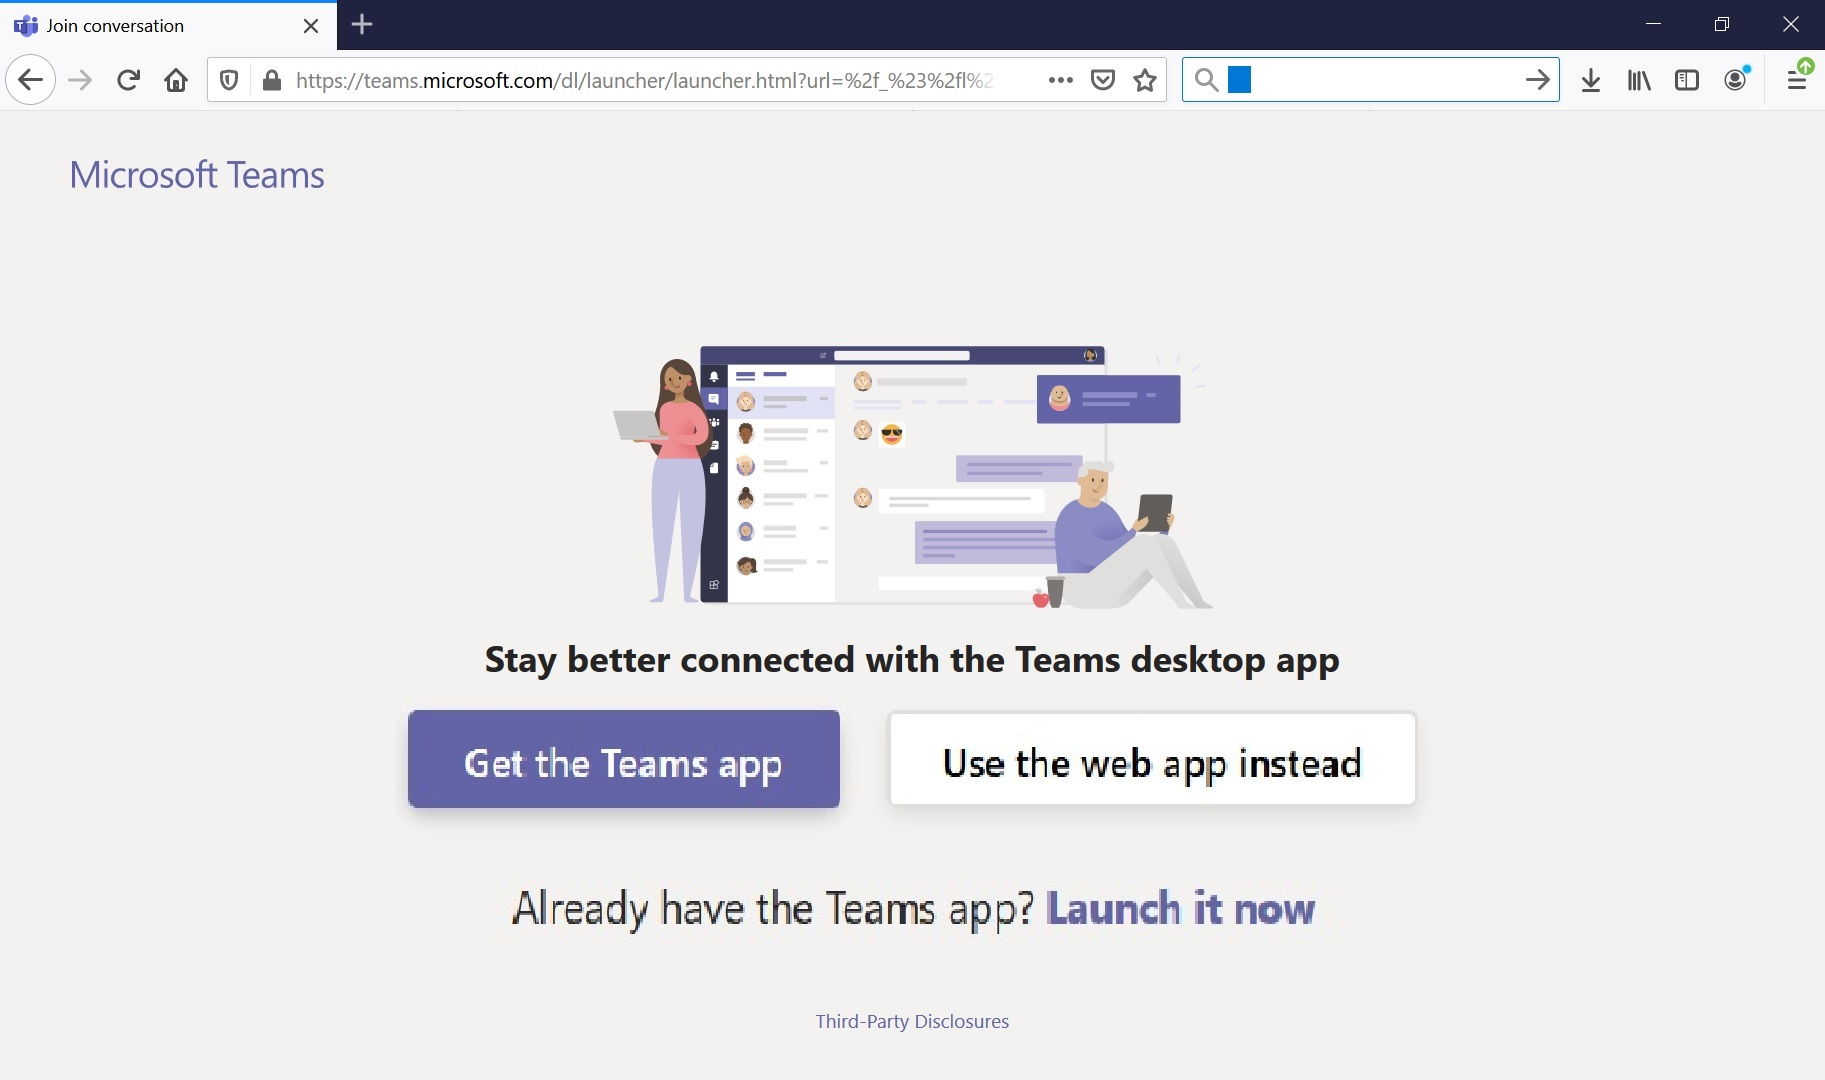 Join conversation
https://teams.microsoft.com/dl/launcher/launcher.html?url=%2f_%23%2fl%2
Microsoft Teams
Stay better connected with the Teams desktop app
Get the Teams app
Use the web app instead
Already have the Teams app? Launch it now
Third-Party Disclosures